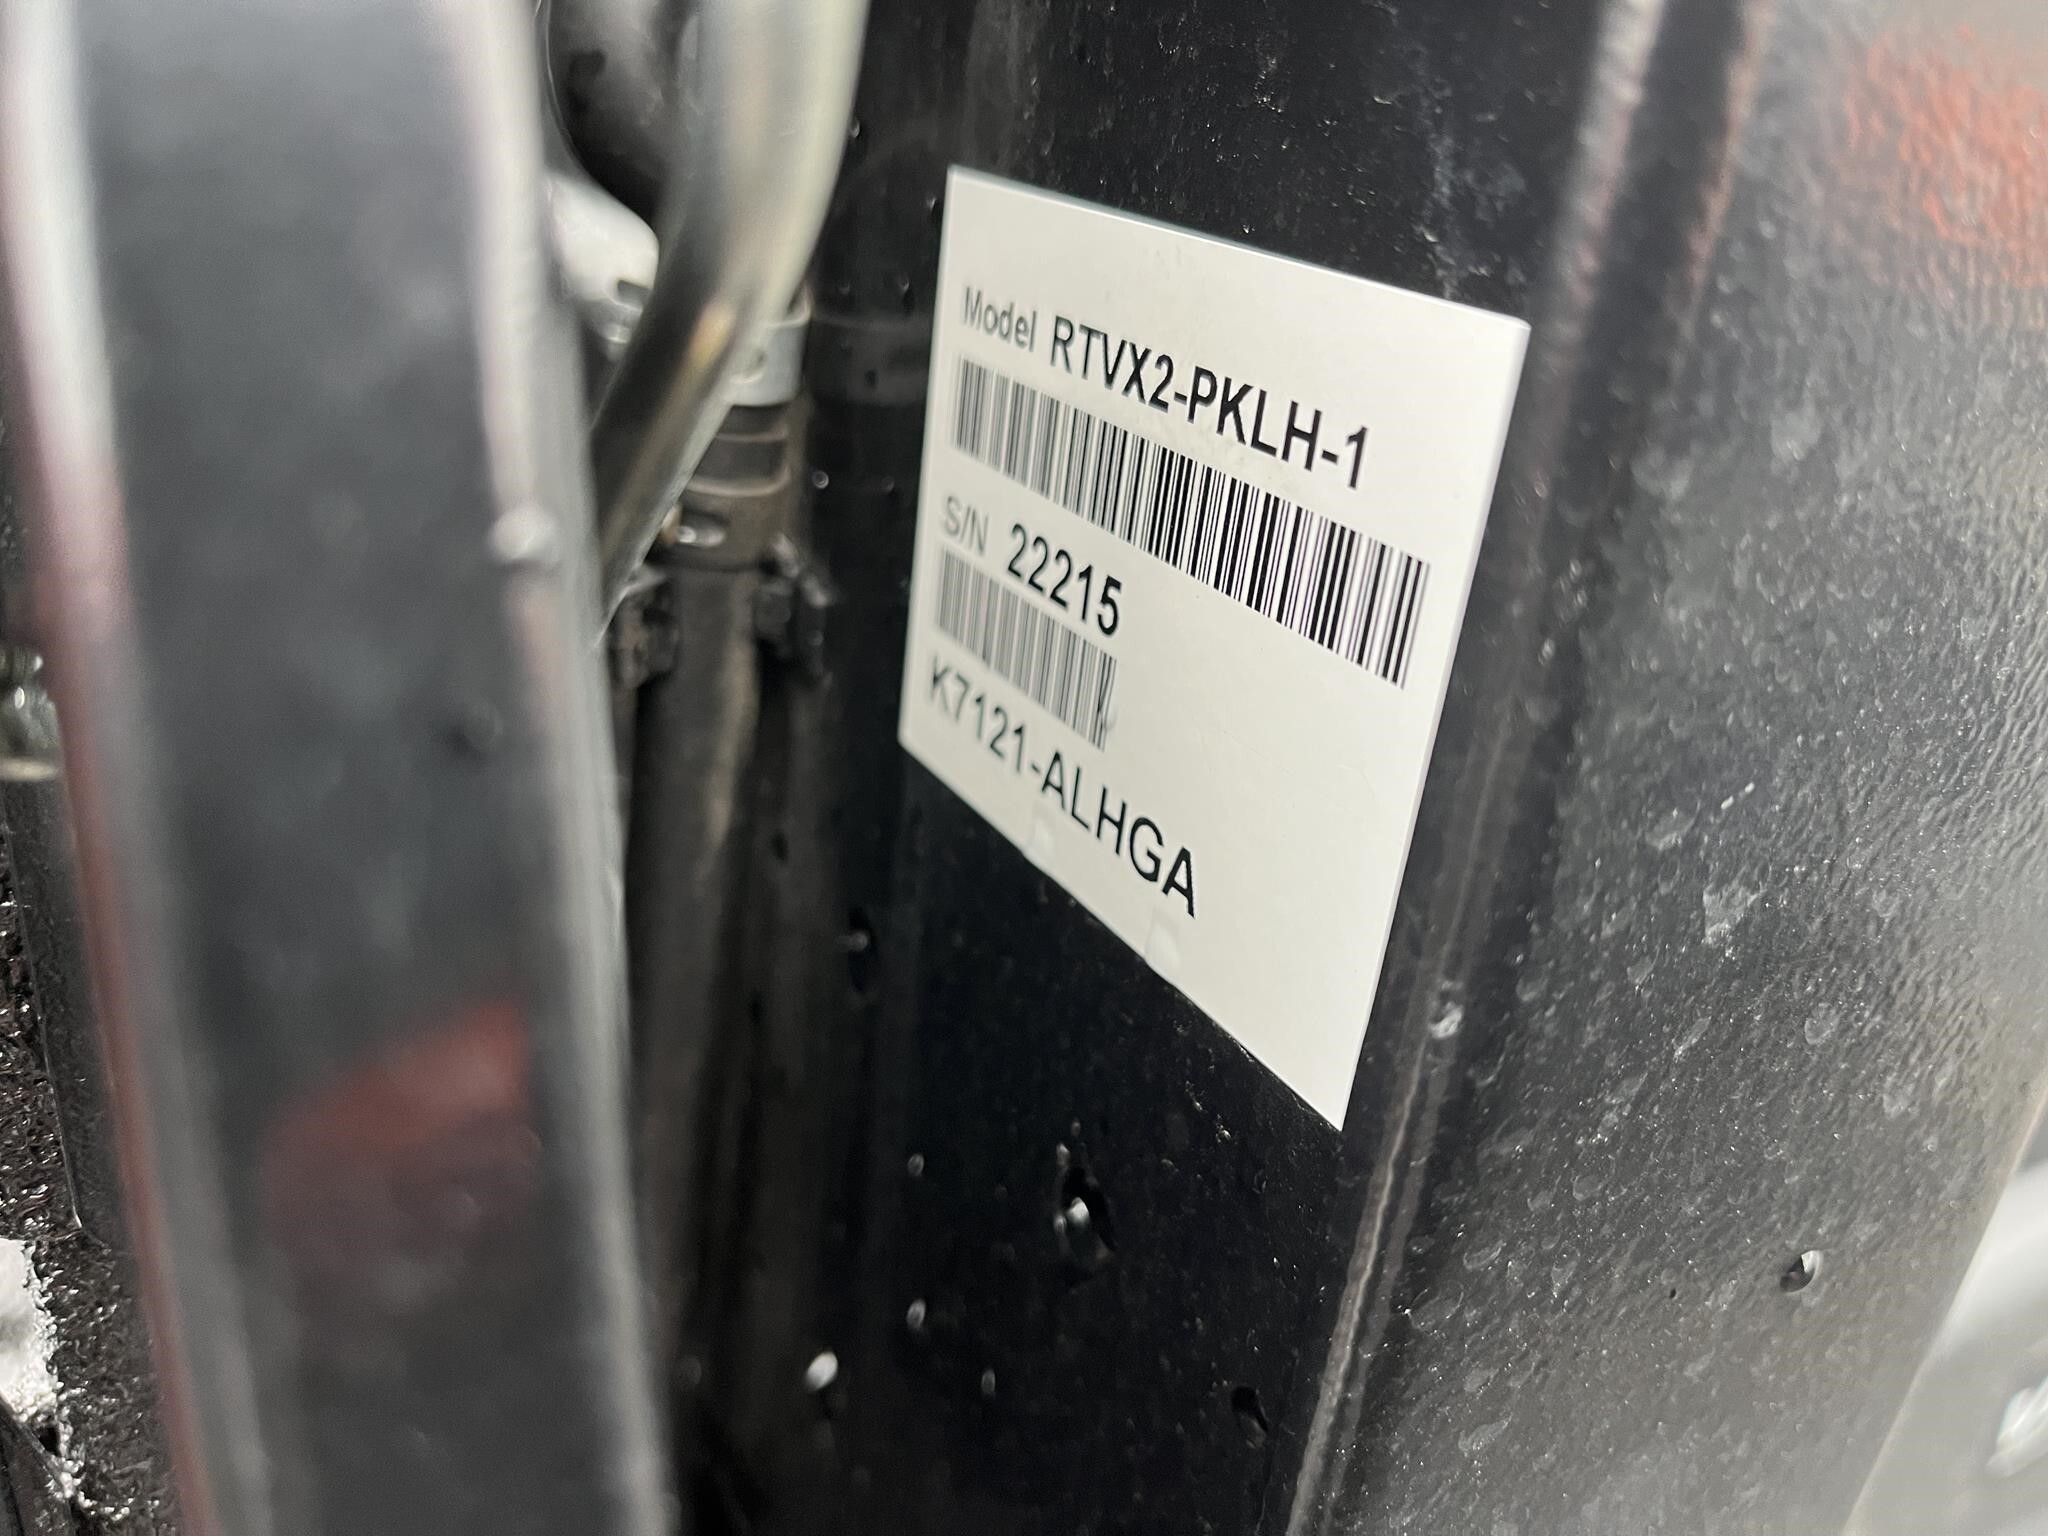 Model RTVX2-PKLH-1
S/N 22215
K7121-ALHGA